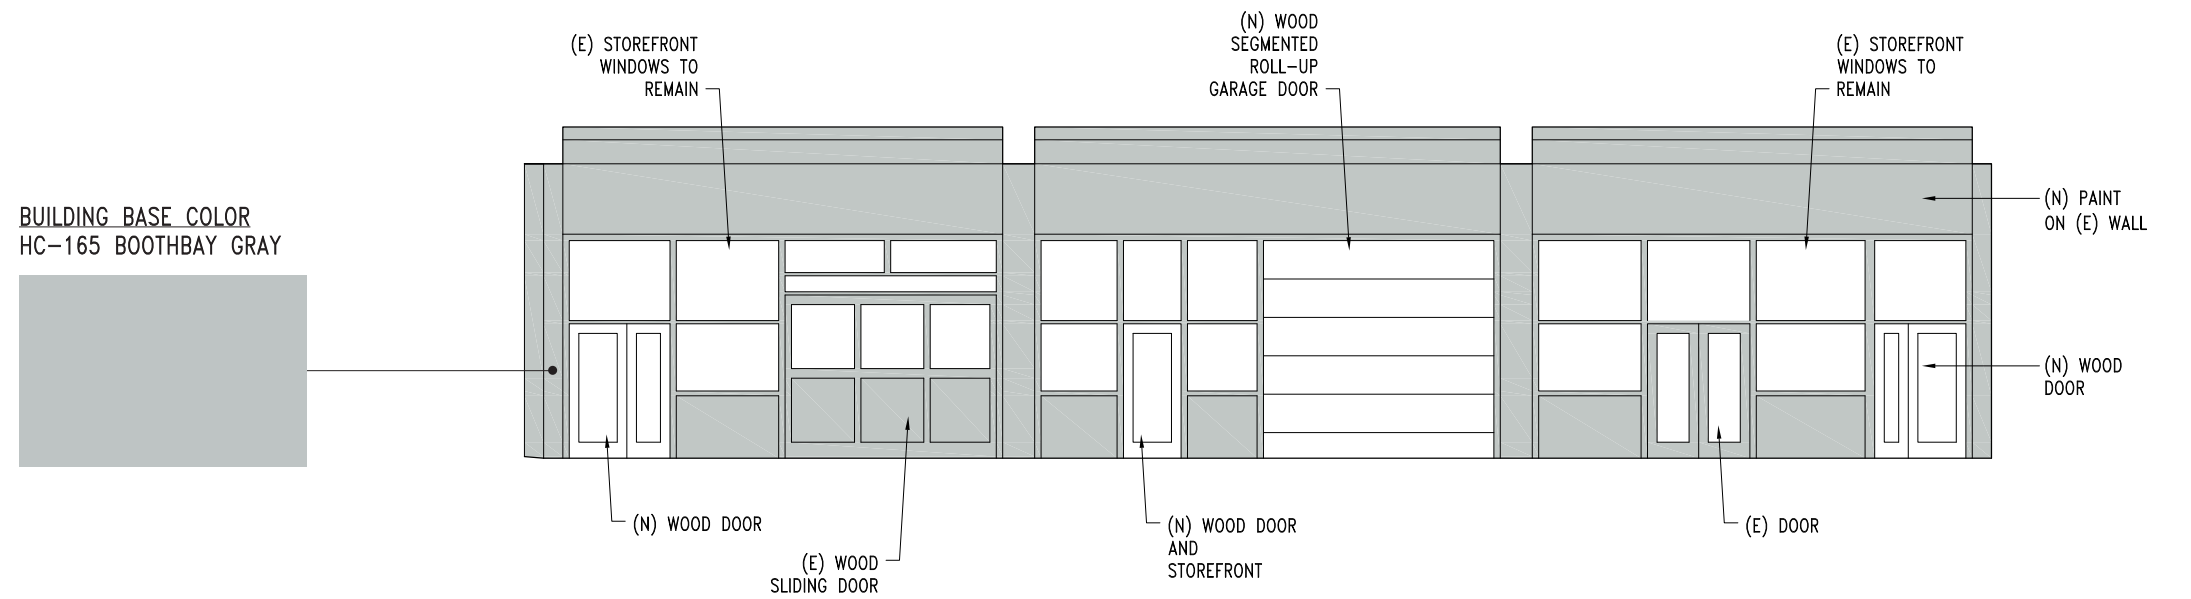 (E) STOREFRONT
WINDOWS TO
REMAIN
(N) WOOD
SEGMENTED
ROLL-UP
GARAGE DOOR
(E) STOREFRONT
WINDOWS TO
REMAIN
BUILDING BASE COLOR
HC-165 BOOTHBAY GRAY
(N) PAINT
ON (E) WALL
(N) WOOD
DOOR
(N) WOOD DOOR
(E) WOOD
SLIDING DOOR
(N) WOOD DOOR
AND
STOREFRONT
(E) DOOR